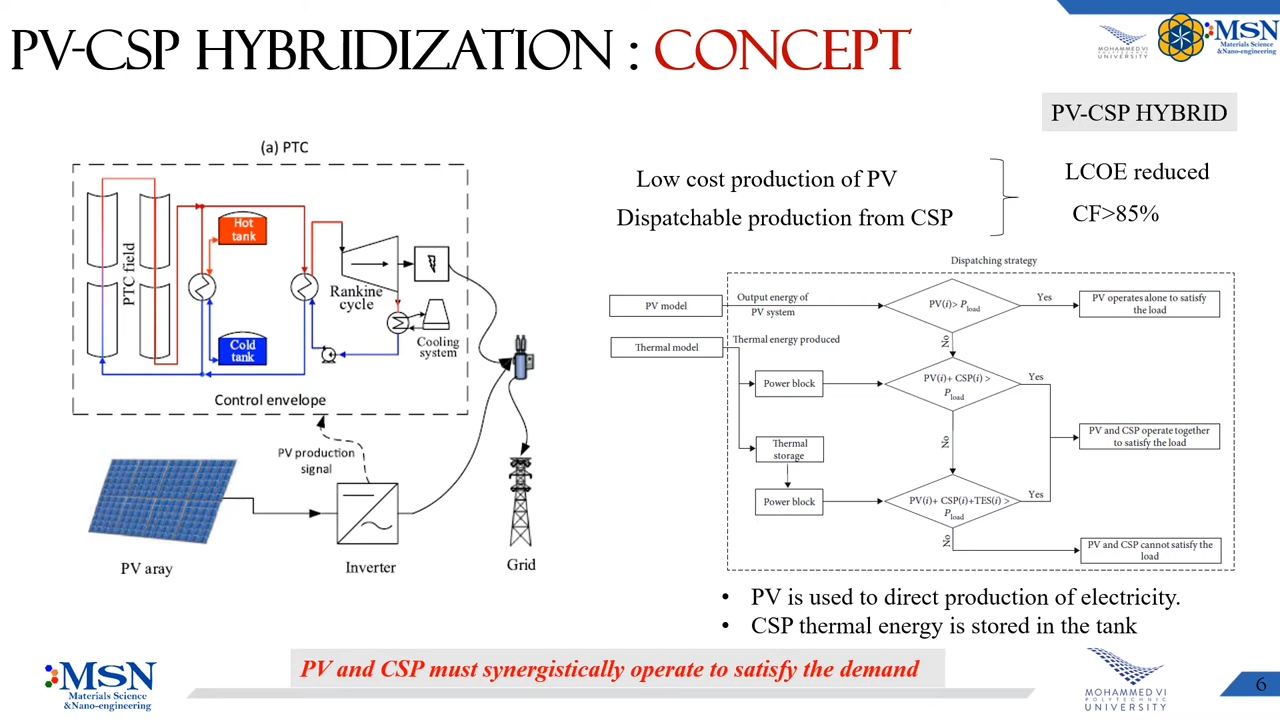 PV-CSP HYBRIDIZATION : CONCEPT
MOHAMMED VI
POLYTECHNIC
UNIVERSITY
MSN
Materials Science
&Nano-engineering
PV-CSP HYBRID
Low cost production of PV
Dispatchable production from CSP
LCOE reduced
CF>85%
(a) PTC
PTC field
Hot
tank
Cold
tank
Rankine
cycle
Cooling
system
Control envelope
PV production
signal
PV aray
Inverter
Grid
Dispatching strategy
PV model
Output energy of
PV system
PV(i)> Pload
Yes
PV operates alone to satisfy
the load
No
Thermal model
Thermal energy produced
Power block
PV(i)+ CSP(i) >
Pload
Yes
No
PV and CSP operate together
to satisfy the load
Thermal
storage
Power block
PV(i)+ CSP(i)+TES(i) >
Pload
Yes
No
PV and CSP cannot satisfy the
load
• PV is used to direct production of electricity.
• CSP thermal energy is stored in the tank
PV and CSP must synergistically operate to satisfy the demand
MSN
Materials Science
&Nano-engineering
MOHAMMED VI
POLYTECHNIC
UNIVERSITY
6